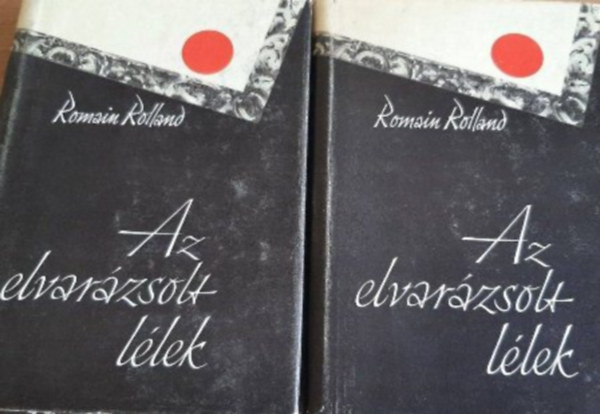 Romain Rolland
Az
elvarázsolt
lélek
Romain Rolland
Az
elvarázsolt
lélek